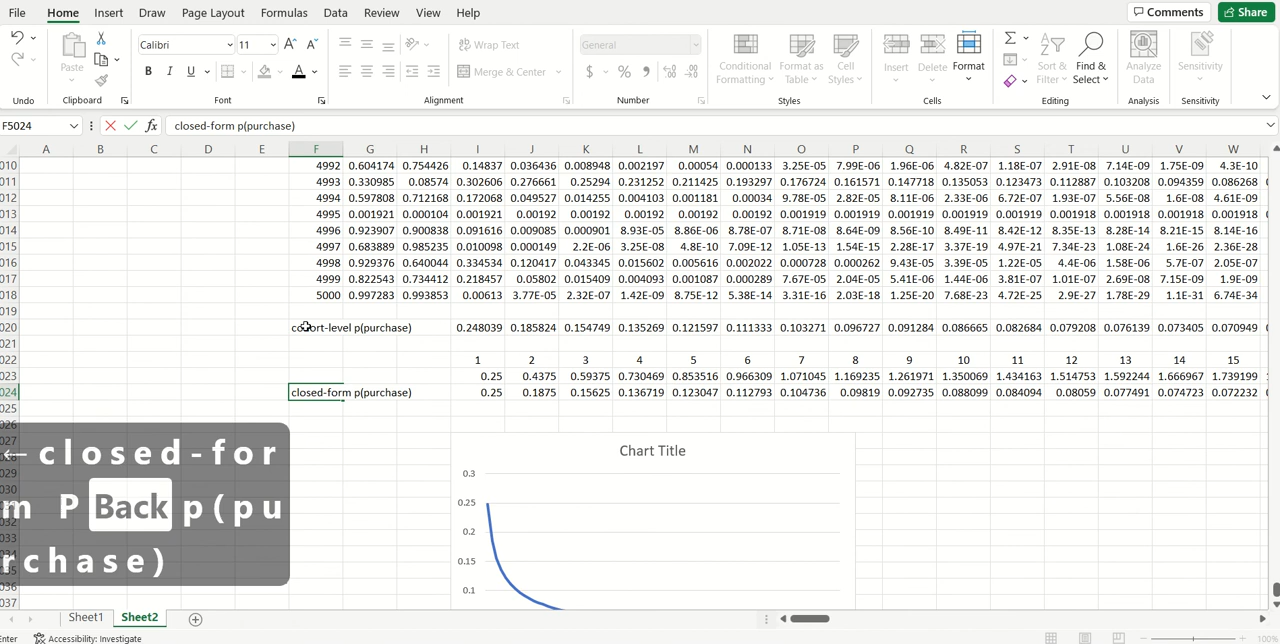 File Home Insert Draw Page Layout Formulas Data Review View Help Comments Share
Calibri 11 Wrap Text General
Paste B I U Merge & Center $ % Conditional Formatting Format as Table Cell Styles Insert Delete Format Sort & Filter Find & Select Analyze Data Sensitivity
Undo Clipboard Font Alignment Number Styles Cells Editing Analysis Sensitivity
F5024 fx closed-form p(purchase)
A B C D E F G H I J K L M N O P Q R S T U V W
010 4992 0.604174 0.754426 0.14837 0.036436 0.008948 0.002197 0.00054 0.000133 3.25E-05 7.99E-06 1.96E-06 4.82E-07 1.18E-07 2.91E-08 7.14E-09 1.75E-09 4.3E-10
011 4993 0.330985 0.08574 0.302606 0.276661 0.25294 0.231252 0.211425 0.193297 0.176724 0.161571 0.147718 0.135053 0.123473 0.112887 0.103208 0.094359 0.086268
012 4994 0.597808 0.712168 0.172068 0.049527 0.014255 0.004103 0.001181 0.00034 9.78E-05 2.82E-05 8.11E-06 2.33E-06 6.72E-07 1.93E-07 5.56E-08 1.6E-08 4.61E-09
013 4995 0.001921 0.000104 0.001921 0.00192 0.00192 0.00192 0.00192 0.00192 0.001919 0.001919 0.001919 0.001919 0.001919 0.001919 0.001918 0.001918 0.001918
014 4996 0.923907 0.900838 0.091616 0.009085 0.000901 8.93E-05 8.86E-06 8.78E-07 8.71E-08 8.64E-09 8.56E-10 8.49E-11 8.42E-12 8.35E-13 8.28E-14 8.21E-15 8.14E-16
015 4997 0.683889 0.985235 0.010098 0.000149 2.2E-06 3.25E-08 4.8E-10 7.09E-12 1.05E-13 1.54E-15 2.28E-17 3.37E-19 4.97E-21 7.34E-23 1.08E-24 1.6E-26 2.36E-28
016 4998 0.929376 0.640044 0.334534 0.120417 0.043345 0.015602 0.005616 0.002022 0.000728 0.000262 9.43E-05 3.39E-05 1.22E-05 4.4E-06 1.58E-06 5.7E-07 2.05E-07
017 4999 0.822543 0.734412 0.218457 0.05802 0.015409 0.004093 0.001087 0.000289 7.67E-05 2.04E-05 5.41E-06 1.44E-06 3.81E-07 1.01E-07 2.69E-08 7.15E-09 1.9E-09
018 5000 0.997283 0.993853 0.00613 3.77E-05 2.32E-07 1.42E-09 8.75E-12 5.38E-14 3.31E-16 2.03E-18 1.25E-20 7.68E-23 4.72E-25 2.9E-27 1.78E-29 1.1E-31 6.74E-34
019
020 cohort-level p(purchase) 0.248039 0.185824 0.154749 0.135269 0.121597 0.111333 0.103271 0.096727 0.091284 0.086665 0.082684 0.079208 0.076139 0.073405 0.070949
021
022 1 2 3 4 5 6 7 8 9 10 11 12 13 14 15
023 0.25 0.4375 0.59375 0.730469 0.853516 0.966309 1.071045 1.169235 1.261971 1.350069 1.434163 1.514753 1.592244 1.666967 1.739199
024 closed-form p(purchase) 0.25 0.1875 0.15625 0.136719 0.123047 0.112793 0.104736 0.09819 0.092735 0.088099 0.084094 0.08059 0.077491 0.074723 0.072232
025
026
037
←closed-for
m P Back p(pu
rchase)
Chart Title
0.3
0.25
0.2
0.15
0.1
Sheet1 Sheet2
Enter Accessibility: Investigate 100%